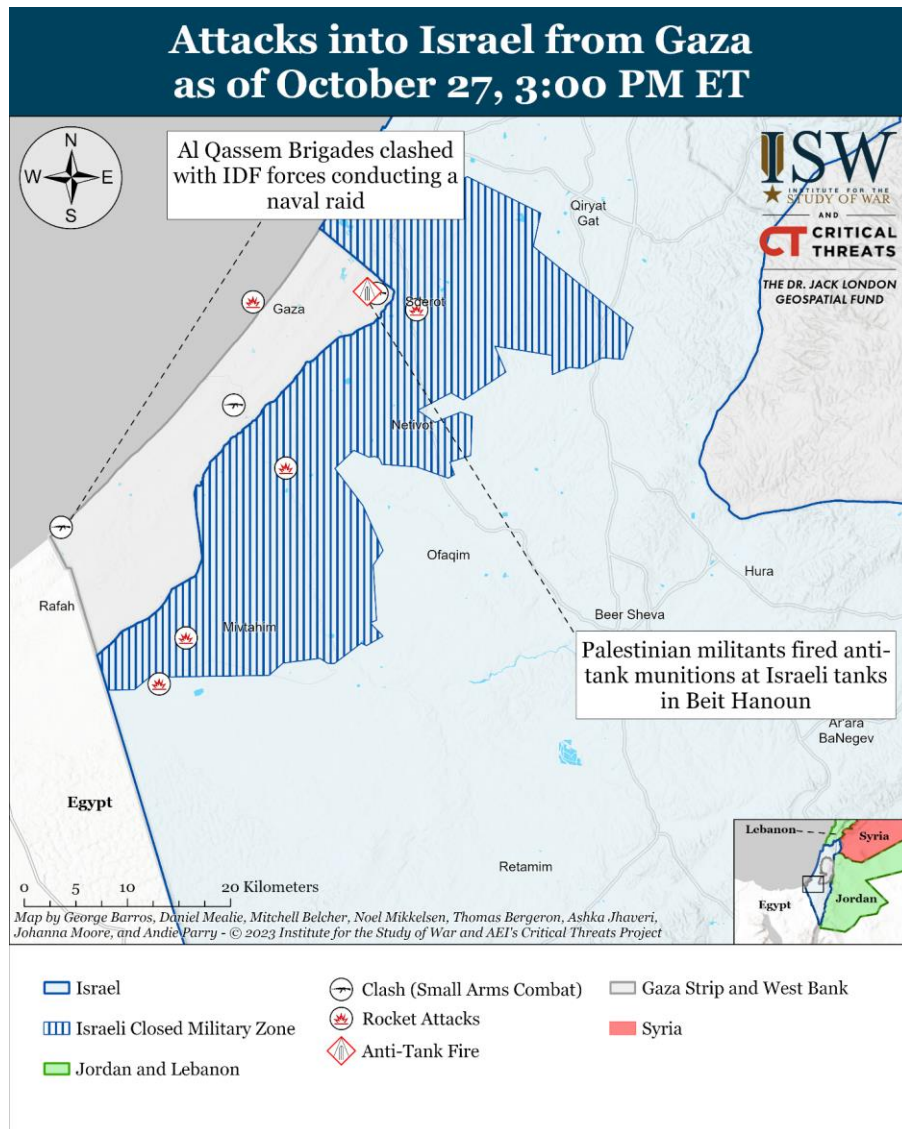 Attacks into Israel from Gaza
as of October 27, 3:00 PM ET
N
W
E
S
Al Qassem Brigades clashed
with IDF forces conducting a
naval raid
ISW
INSTITUTE FOR THE
STUDY OF WAR
AND
CT CRITICAL
THREATS
THE DR. JACK LONDON
GEOSPATIAL FUND
Qiryat
Gat
Gaza
Sderot
Netivot
Ofaqim
Hura
Rafah
Beer Sheva
Mivtahim
Palestinian militants fired anti-
tank munitions at Israeli tanks
in Beit Hanoun
Ar'ara
BaNegev
Egypt
Retamim
Lebanon
Syria
Egypt
Jordan
0 5 10 20 Kilometers
Map by George Barros, Daniel Mealie, Mitchell Belcher, Noel Mikkelsen, Thomas Bergeron, Ashka Jhaveri,
Johanna Moore, and Andie Parry - © 2023 Institute for the Study of War and AEI's Critical Threats Project
Israel
Israeli Closed Military Zone
Jordan and Lebanon
Clash (Small Arms Combat)
Rocket Attacks
Anti-Tank Fire
Gaza Strip and West Bank
Syria